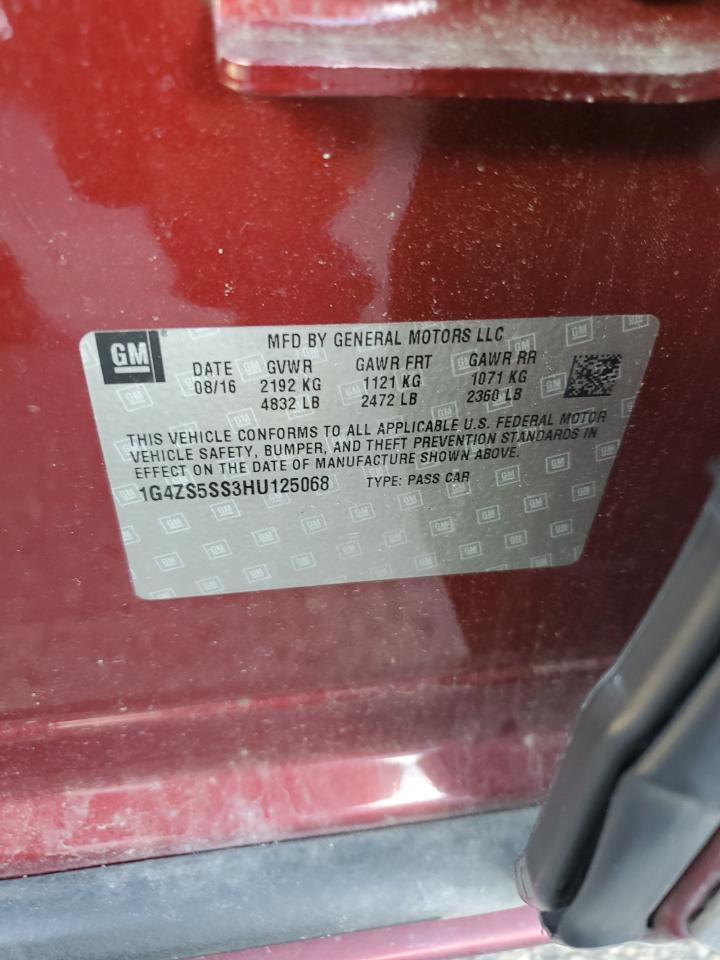 GM ®
MFD BY GENERAL MOTORS LLC
DATE GVWR GAWR FRT GAWR RR
08/16 2192 KG 1121 KG 1071 KG
4832 LB 2472 LB 2360 LB
THIS VEHICLE CONFORMS TO ALL APPLICABLE U.S. FEDERAL MOTOR
VEHICLE SAFETY, BUMPER, AND THEFT PREVENTION STANDARDS IN
EFFECT ON THE DATE OF MANUFACTURE SHOWN ABOVE.
1G4ZS5SS3HU125068 TYPE: PASS CAR